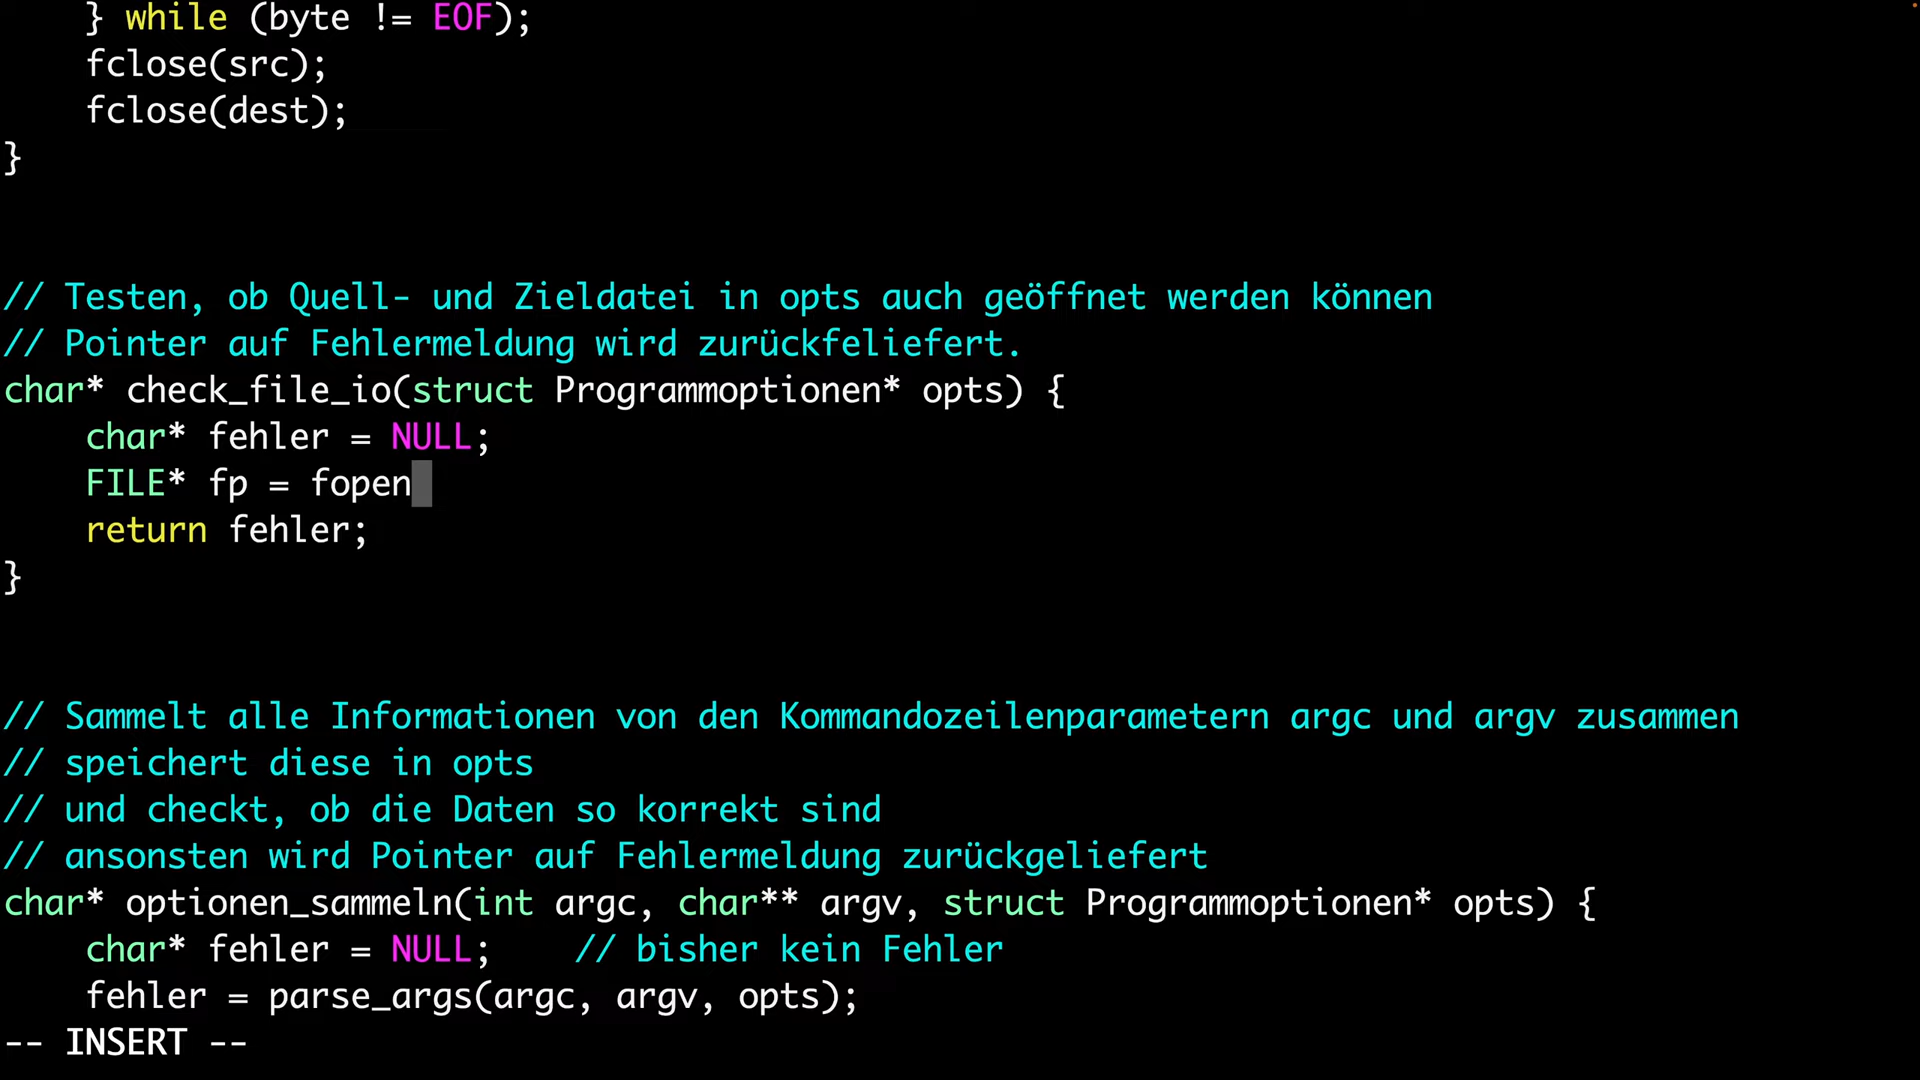 } while (byte != EOF);
    fclose(src);
    fclose(dest);
}
// Testen, ob Quell- und Zieldatei in opts auch geöffnet werden können
// Pointer auf Fehlermeldung wird zurückfeliefert.
char* check_file_io(struct Programmoptionen* opts) {
    char* fehler = NULL;
    FILE* fp = fopen
    return fehler;
}
// Sammelt alle Informationen von den Kommandozeilenparametern argc und argv zusammen
// speichert diese in opts
// und checkt, ob die Daten so korrekt sind
// ansonsten wird Pointer auf Fehlermeldung zurückgeliefert
char* optionen_sammeln(int argc, char** argv, struct Programmoptionen* opts) {
    char* fehler = NULL;    // bisher kein Fehler
    fehler = parse_args(argc, argv, opts);
-- INSERT --